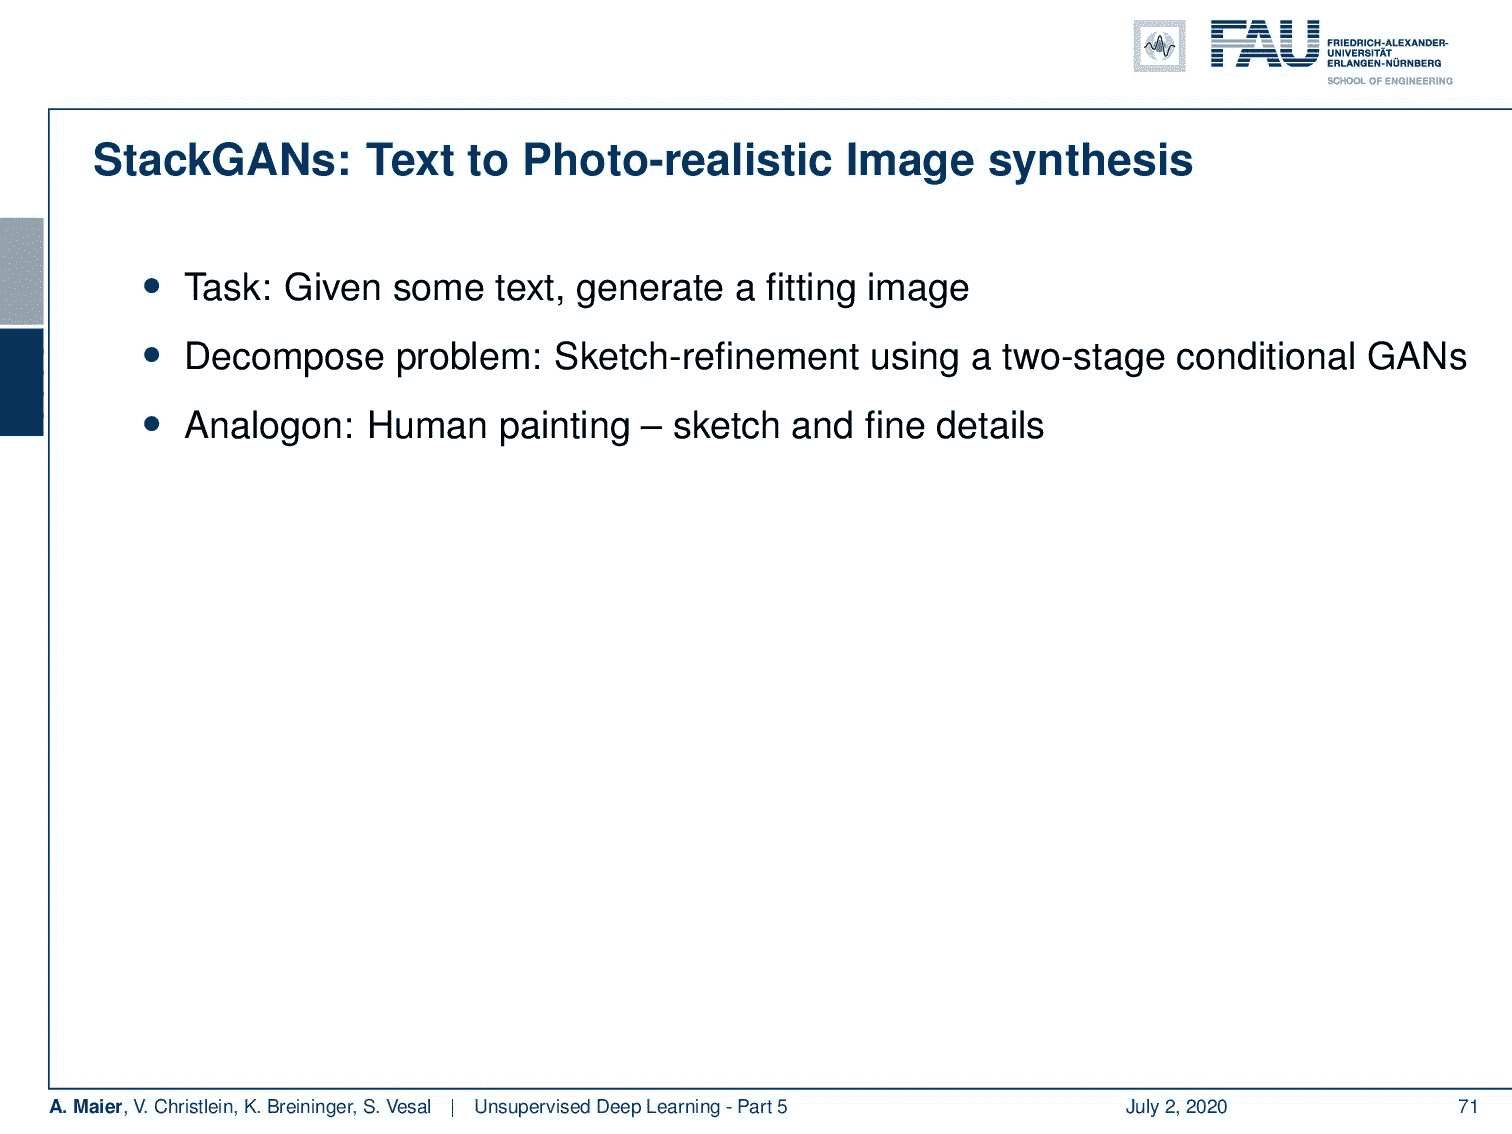 FAU
FRIEDRICH-ALEXANDER-
UNIVERSITÄT
ERLANGEN-NÜRNBERG
SCHOOL OF ENGINEERING
StackGANs: Text to Photo-realistic Image synthesis
• Task: Given some text, generate a fitting image
• Decompose problem: Sketch-refinement using a two-stage conditional GANs
• Analogon: Human painting – sketch and fine details
A. Maier, V. Christlein, K. Breininger, S. Vesal | Unsupervised Deep Learning - Part 5 July 2, 2020 71